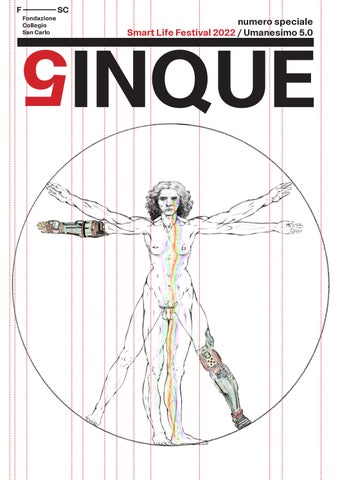 F SC
Fondazione
Collegio
San Carlo
numero speciale
Smart Life Festival 2022 / Umanesimo 5.0
5INQUE